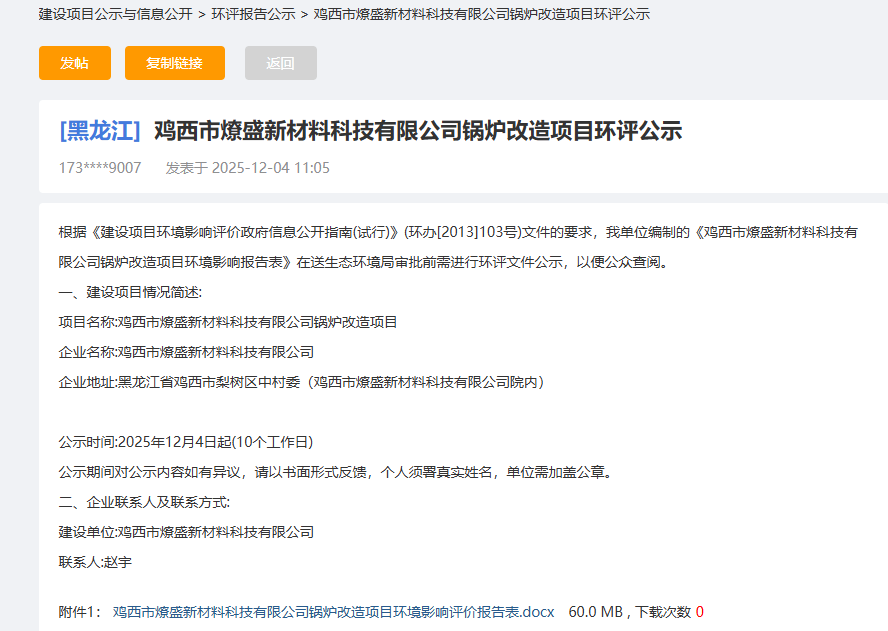 建设项目公示与信息公开 > 环评报告公示 > 鸡西市燎盛新材料科技有限公司锅炉改造项目环评公示
发帖 复制链接 返回
[黑龙江] 鸡西市燎盛新材料科技有限公司锅炉改造项目环评公示
173****9007 发表于 2025-12-04 11:05
根据《建设项目环境影响评价政府信息公开指南(试行)》(环办[2013]103号)文件的要求，我单位编制的《鸡西市燎盛新材料科技有
限公司锅炉改造项目环境影响报告表》在送生态环境局审批前需进行环评文件公示，以便公众查阅。
一、建设项目情况简述:
项目名称:鸡西市燎盛新材料科技有限公司锅炉改造项目
企业名称:鸡西市燎盛新材料科技有限公司
企业地址:黑龙江省鸡西市梨树区中村委（鸡西市燎盛新材料科技有限公司院内）
公示时间:2025年12月4日起(10个工作日)
公示期间对公示内容如有异议，请以书面形式反馈，个人须署真实姓名，单位需加盖公章。
二、企业联系人及联系方式:
建设单位:鸡西市燎盛新材料科技有限公司
联系人:赵宇
附件1： 鸡西市燎盛新材料科技有限公司锅炉改造项目环境影响评价报告表.docx 60.0 MB , 下载次数 0